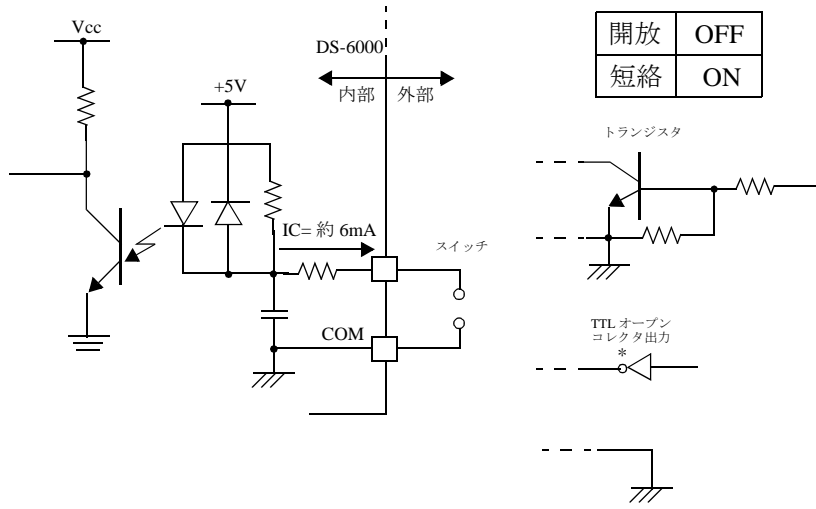 Vcc
DS-6000
内部 外部
+5V
IC= 約 6mA
スイッチ
COM
開放 OFF
短絡 ON
トランジスタ
TTL オープン
コレクタ出力
*